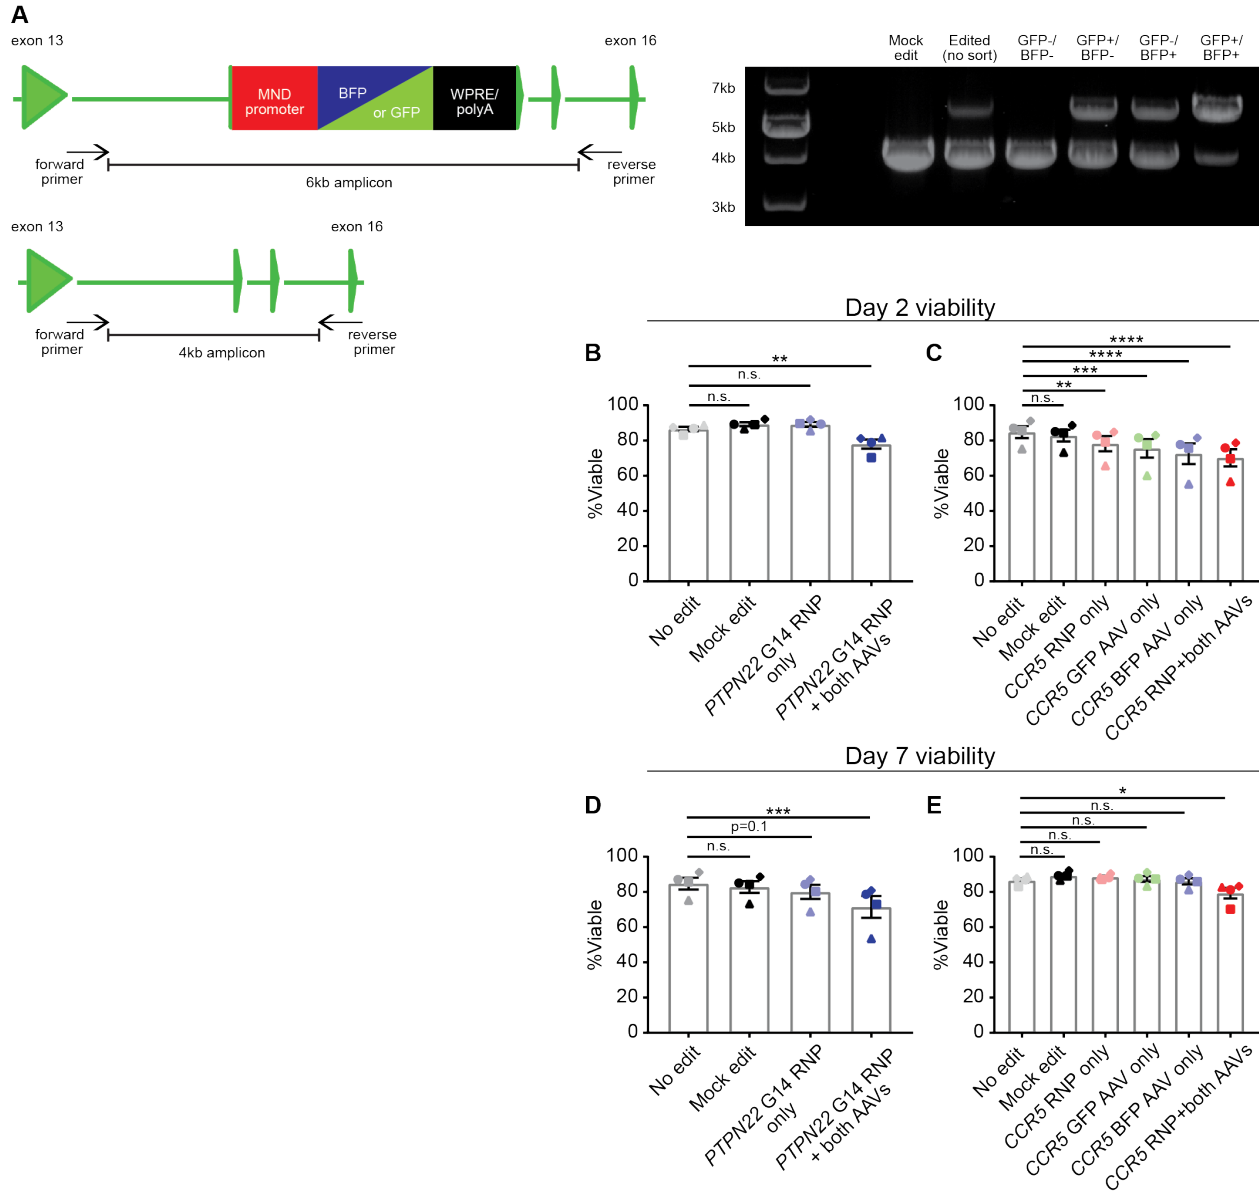 A
exon 13
exon 16
MND
promoter
BFP
or GFP
WPRE/
polyA
forward
primer
reverse
primer
6kb amplicon
exon 13
exon 16
forward
primer
reverse
primer
4kb amplicon
Mock
edit
Edited
(no sort)
GFP-/
BFP-
GFP+/
BFP-
GFP-/
BFP+
GFP+/
BFP+
7kb
5kb
4kb
3kb
Day 2 viability
B
**
n.s.
n.s.
100
80
60
40
20
0
%Viable
No edit
Mock edit
PTPN22 G14 RNP
only
PTPN22 G14 RNP
+ both AAVs
C
****
****
***
**
n.s.
100
80
60
40
20
0
%Viable
No edit
Mock edit
CCR5 RNP only
CCR5 GFP AAV only
CCR5 BFP AAV only
CCR5 RNP+both AAVs
Day 7 viability
D
***
p=0.1
n.s.
100
80
60
40
20
0
%Viable
No edit
Mock edit
PTPN22 G14 RNP
only
PTPN22 G14 RNP
+ both AAVs
E
*
n.s.
n.s.
n.s.
n.s.
100
80
60
40
20
0
%Viable
No edit
Mock edit
CCR5 RNP only
CCR5 GFP AAV only
CCR5 BFP AAV only
CCR5 RNP+both AAVs